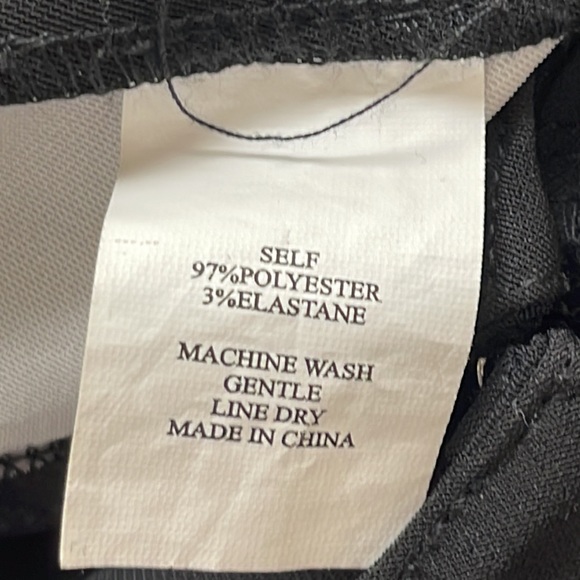 SELF
97%POLYESTER
3%ELASTANE
MACHINE WASH
GENTLE
LINE DRY
MADE IN CHINA